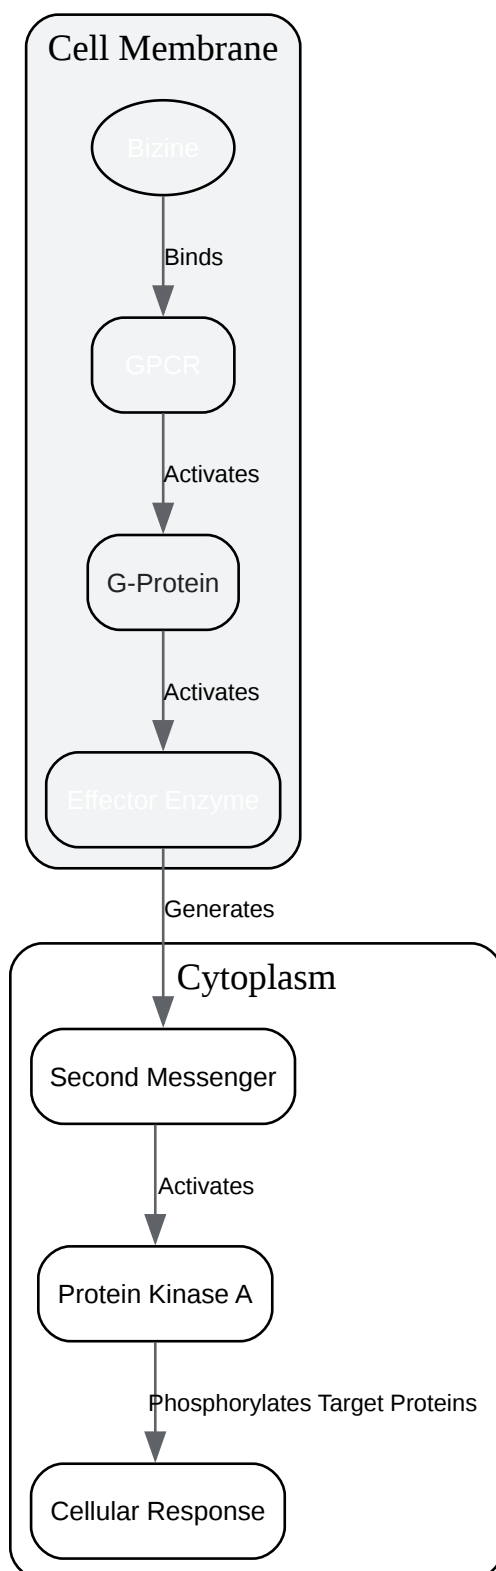 Cell Membrane
Bizine
Binds
GPCR
Activates
G-Protein
Activates
Effector Enzyme
Generates
Cytoplasm
Second Messenger
Activates
Protein Kinase A
Phosphorylates Target Proteins
Cellular Response